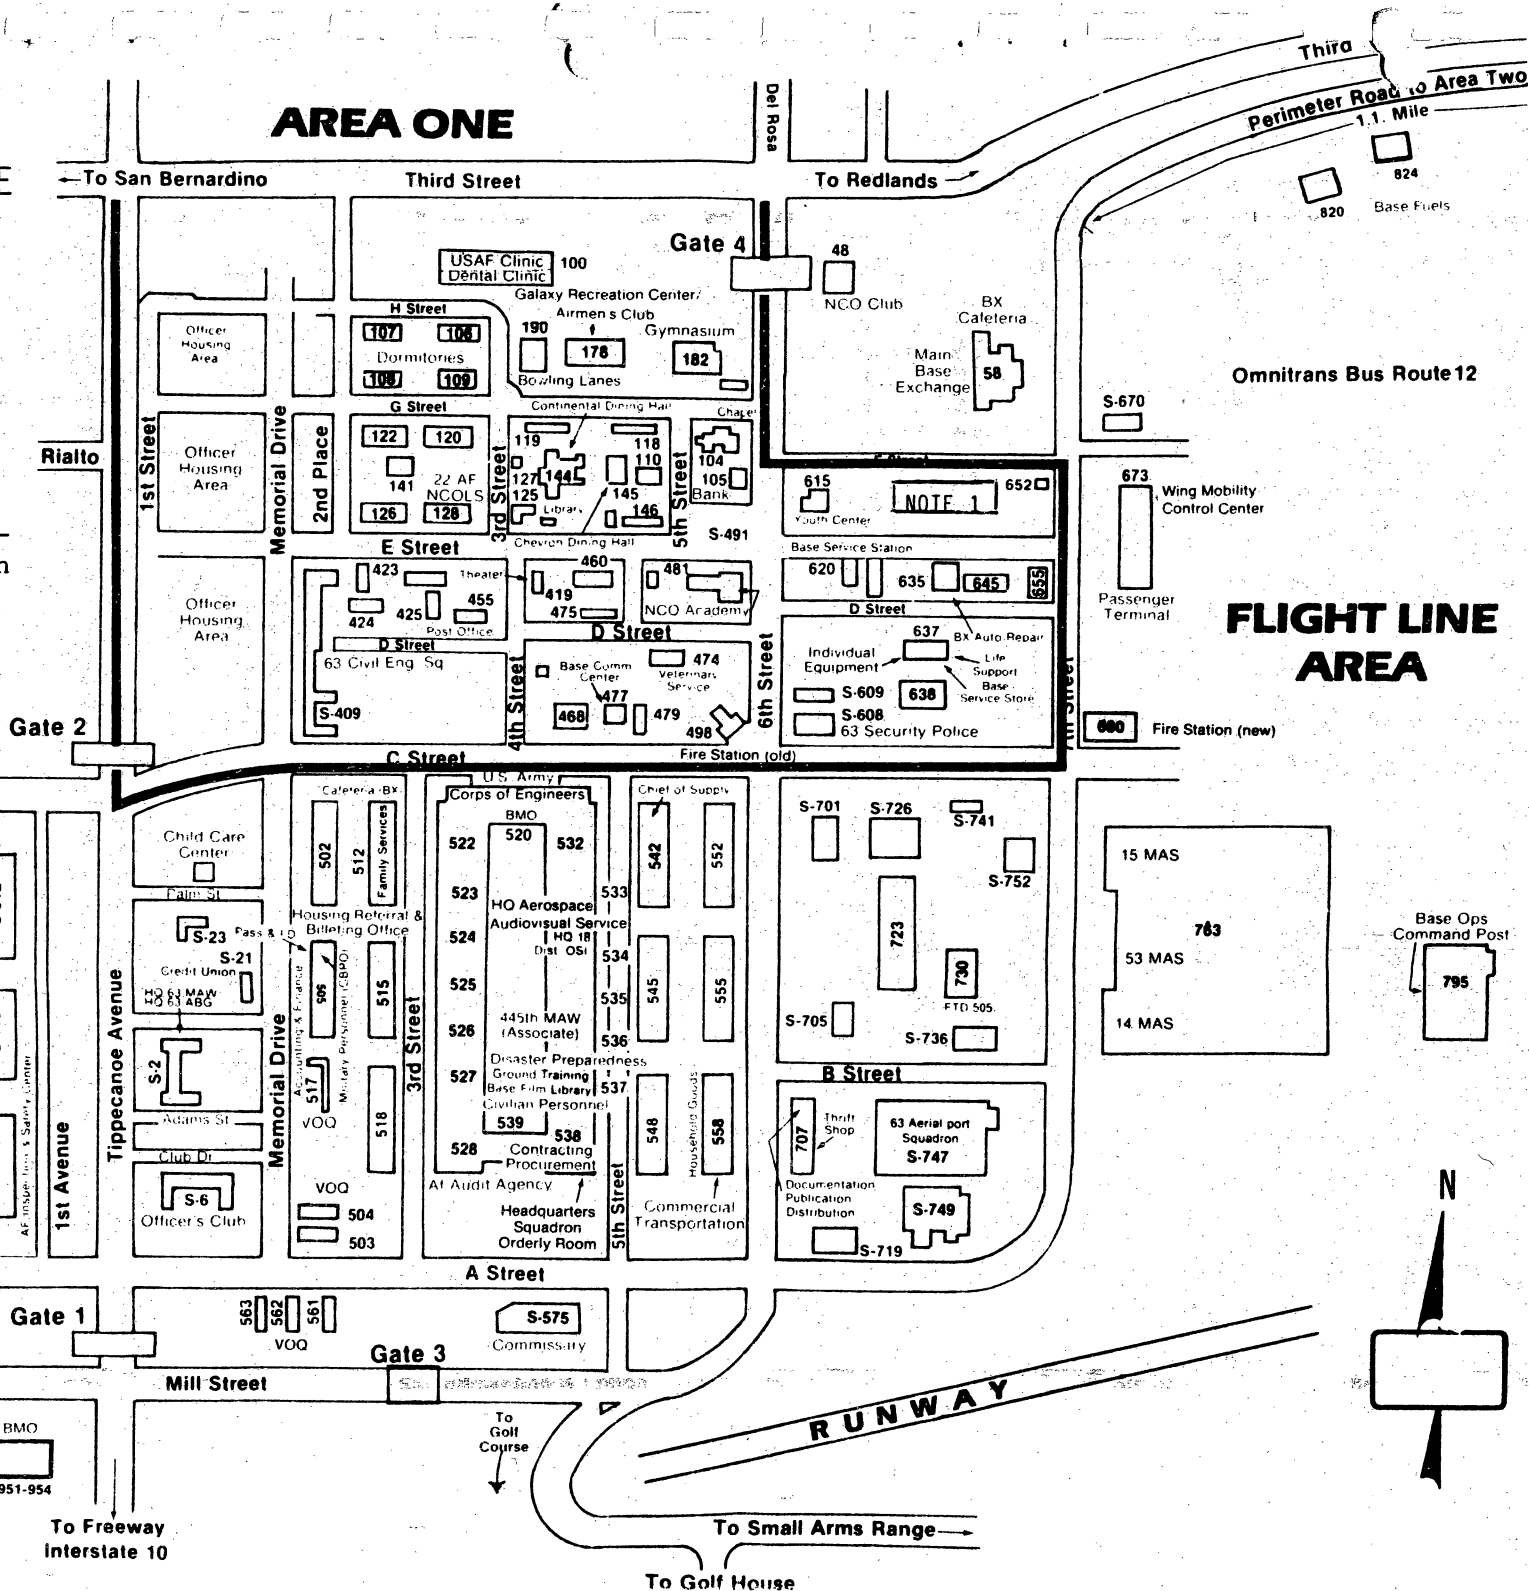 Third
Perimeter Road to Area Two
1.1. Mile
824
820
Base Fuels
AREA ONE
Del Rosa
←To San Bernardino
Third Street
To Redlands→
Gate 4
USAF Clinic
Dental Clinic
100
48
NCO Club
Galaxy Recreation Center/
Airmen's Club
H Street
190
178
Gymnasium
182
Bowling Lanes
Officer
Housing
Area
107
106
Dormitories
108
109
BX
Cafeteria
Main
Base
Exchange
58
Omnitrans Bus Route 12
S-670
G Street
Continental Dining Hall
Chapel
1st Street
Memorial Drive
2nd Place
3rd Street
5th Street
Rialto
Officer
Housing
Area
122
120
141
22 AF
NCOLS
126
128
119
118
110
127
144
125
145
Library
146
Chevron Dining Hall
104
105
Bank
S-491
615
Youth Center
NOTE 1
652
673
Wing Mobility
Control Center
Passenger
Terminal
E Street
Base Service Station
423
Theater
460
481
419
475
NCO Academy
425
455
424
Post Office
620
635
645
655
D Street
D Street
D Street
Officer
Housing
Area
63 Civil Eng. Sq
S-409
4th Street
Base Comm
Center
474
Veterinary
Service
477
468
479
498
6th Street
637
BX Auto Repair
Individual
Equipment
Life
Support
Base
Service Store
S-609
638
S-608
63 Security Police
7th Street
FLIGHT LINE
AREA
Gate 2
Fire Station (new)
C Street
Fire Station (old)
Cafeteria-BX
U.S. Army
Corps of Engineers
Chief of Supply
Child Care
Center
Palm St
502
512
Family Services
BMO
520
522
532
523
533
542
552
HQ Aerospace
Audiovisual Service
HQ 18
Dist. OSI
524
534
Housing Referral &
Billeting Office
Pass & I.D.
S-23
S-21
Credit Union
HQ 63 MAW
HQ 63 ABG
505
515
Accounting & Finance
Military Personnel (CBPO)
525
535
545
555
526
445th MAW
(Associate)
536
S-2
Disaster Preparedness
Ground Training
Base Film Library
Civilian Personnel
527
537
517
VOQ
518
539
538
528
Contracting
Procurement
548
558
Household Goods
Af Audit Agency
Headquarters
Squadron
Orderly Room
Commercial
Transportation
Tippecanoe Avenue
Memorial Drive
3rd Street
5th Street
1st Avenue
AF Inspection & Safety Center
Adams St
Club Dr
S-6
Officer's Club
VOQ
504
503
S-701
S-726
S-741
S-752
723
730
FTD 505
S-705
S-736
15 MAS
763
53 MAS
14 MAS
Base Ops
Command Post
795
B Street
707
Thrift
Shop
63 Aerial port
Squadron
S-747
Documentation
Publication
Distribution
S-749
S-719
A Street
N
Gate 1
563
562
561
VOQ
S-575
Commissary
Gate 3
Mill Street
RUNWAY
To
Golf
Course
BMO
951-954
To Freeway
Interstate 10
To Small Arms Range→
To Golf House